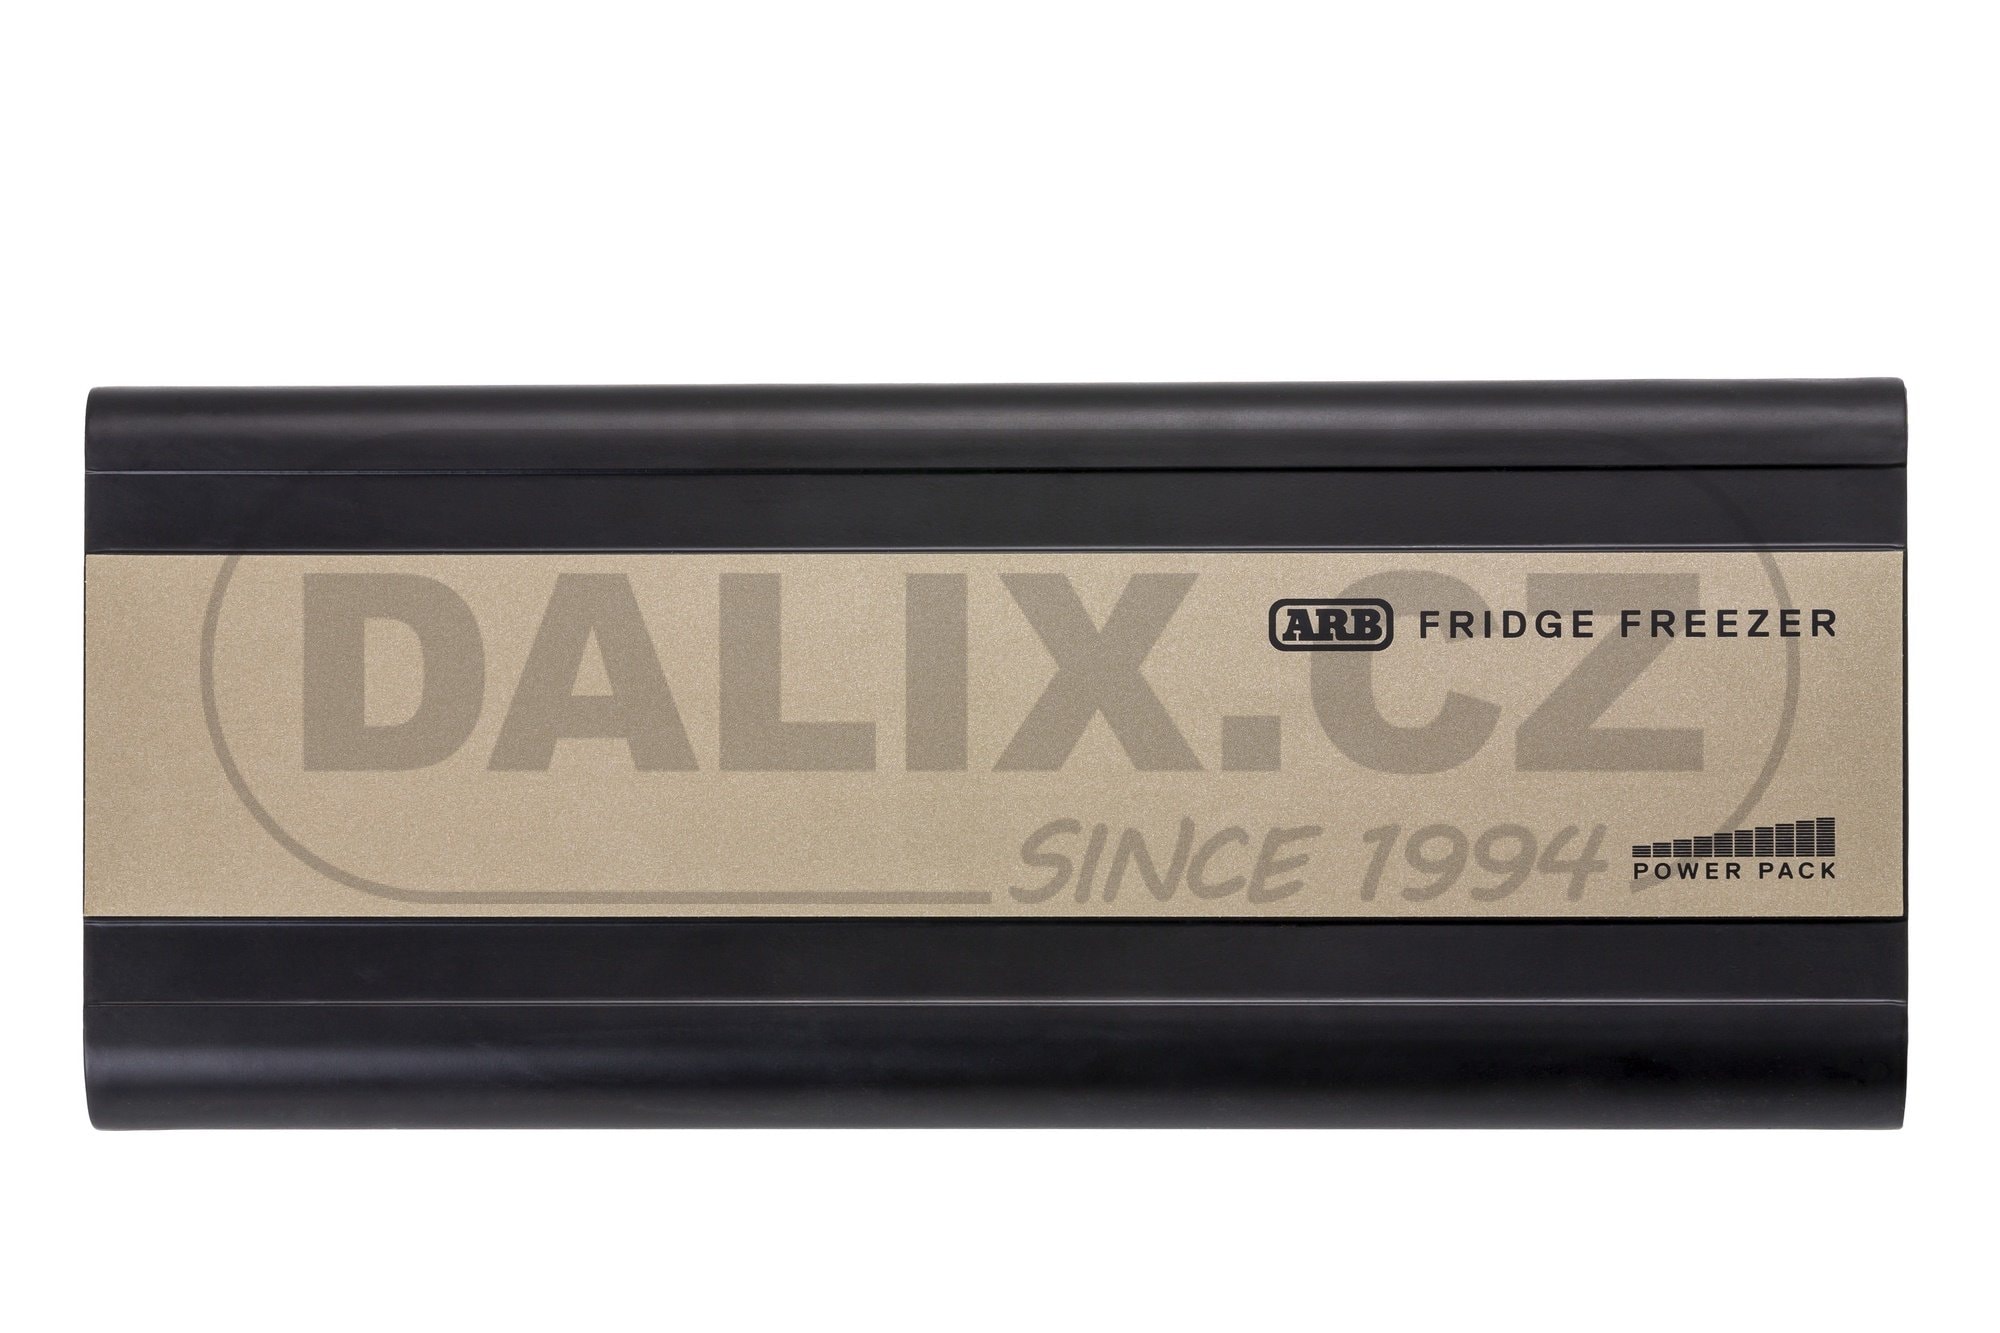 ARB FRIDGE FREEZER
DALIX.CZ
SINCE 1994
POWER PACK